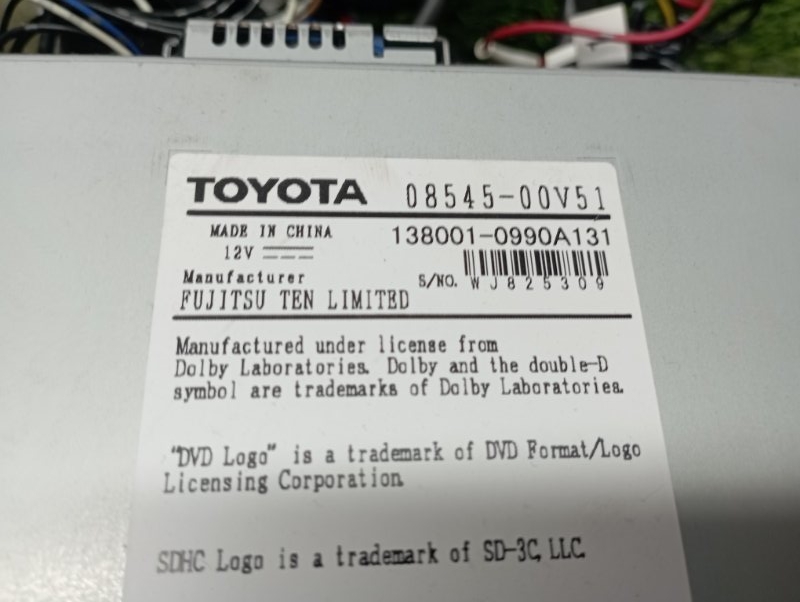 TOYOTA 08545-00V51
MADE IN CHINA 138001-0990A131
12V
Manufacturer S/NO. WJ825309
FUJITSU TEN LIMITED
Manufactured under license from
Dolby Laboratories. Dolby and the double-D
symbol are trademarks of Dolby Laboratories.
"DVD Logo" is a trademark of DVD Format/Logo
Licensing Corporation.
SDHC Logo is a trademark of SD-3C, LLC.